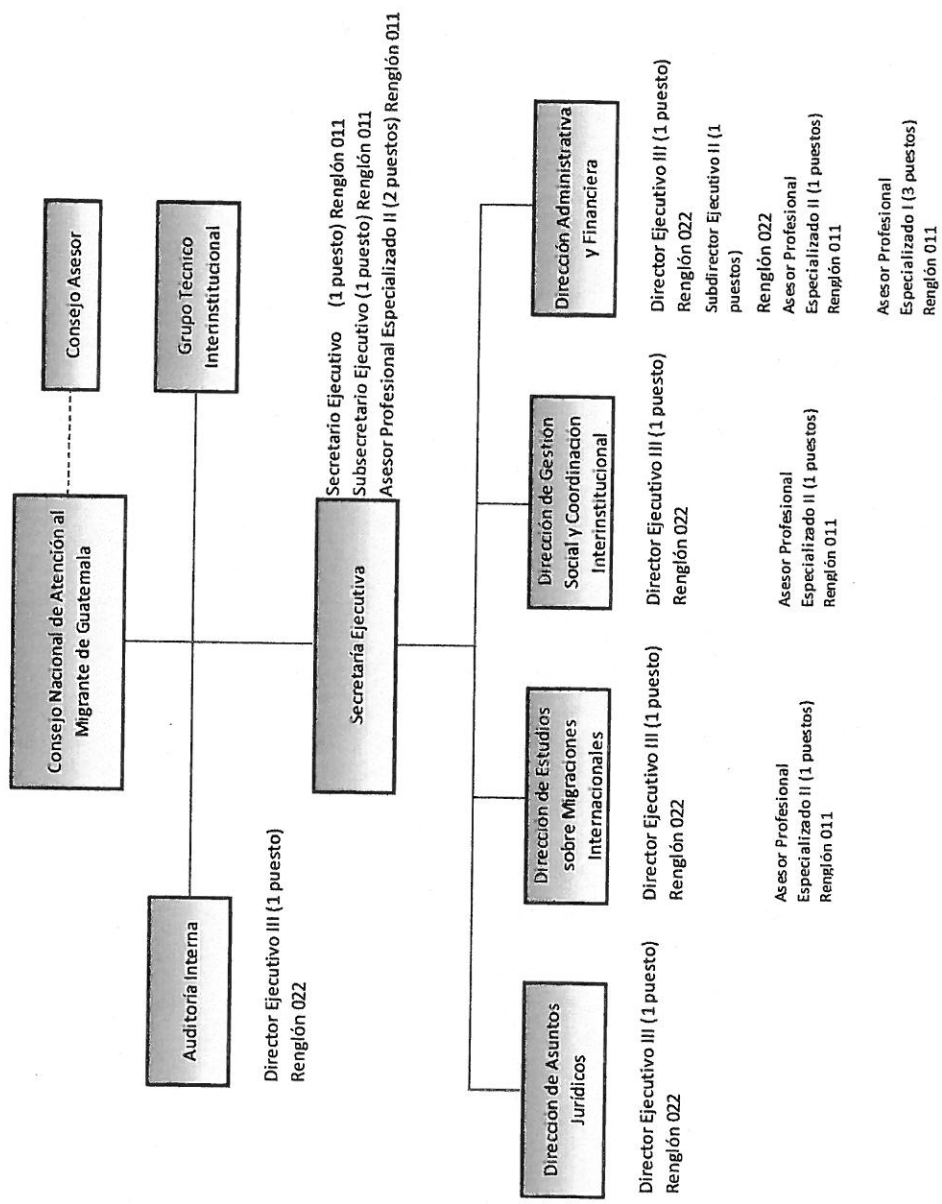 Consejo Nacional de Atención al
Migrante de Guatemala
Consejo Asesor
Auditoría Interna
Director Ejecutivo III (1 puesto)
Renglón 022
Grupo Técnico
Interinstitucional
Secretaría Ejecutiva
Secretario Ejecutivo (1 puesto) Renglón 011
Subsecretario Ejecutivo (1 puesto) Renglón 011
Asesor Profesional Especializado II (2 puestos) Renglón 011
Dirección de Asuntos
Jurídicos
Director Ejecutivo III (1 puesto)
Renglón 022
Dirección de Estudios
sobre Migraciones
Internacionales
Director Ejecutivo III (1 puesto)
Renglón 022
Asesor Profesional
Especializado II (1 puestos)
Renglón 011
Dirección de Gestión
Social y Coordinación
Interinstitucional
Director Ejecutivo III (1 puesto)
Renglón 022
Asesor Profesional
Especializado II (1 puestos)
Renglón 011
Dirección Administrativa
y Financiera
Director Ejecutivo III (1 puesto)
Renglón 022
Subdirector Ejecutivo II (1
puestos)
Renglón 022
Asesor Profesional
Especializado II (1 puestos)
Renglón 011
Asesor Profesional
Especializado I (3 puestos)
Renglón 011